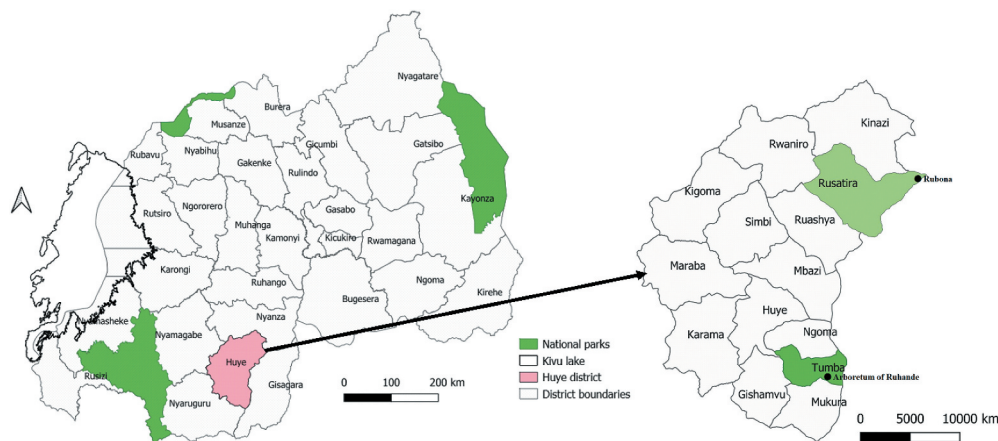 Nyagatare
Burera
Musanze
Gicumbi
Rubavu
Nyabihu
Gatsibo
Gakenke
Rulindo
Kayonza
Rutsiro
Ngororero
Gasabo
Muhanga
Kamonyi
Kicukiro
Rwamagana
Karongi
Ruhango
Ngoma
Kirehe
Bugesera
Nyanza
Nyamasheke
Nyamagabe
Huye
Rusizi
Gisagara
Nyaruguru
0 100 200 km
National parks
Kivu lake
Huye district
District boundaries
Kinazi
Rwaniro
Rusatira
Rubona
Kigoma
Simbi
Ruashya
Maraba
Mbazi
Huye
Karama
Ngoma
Tumba
Arboretum of Ruhande
Gishamvu
Mukura
0 5000 10000 km